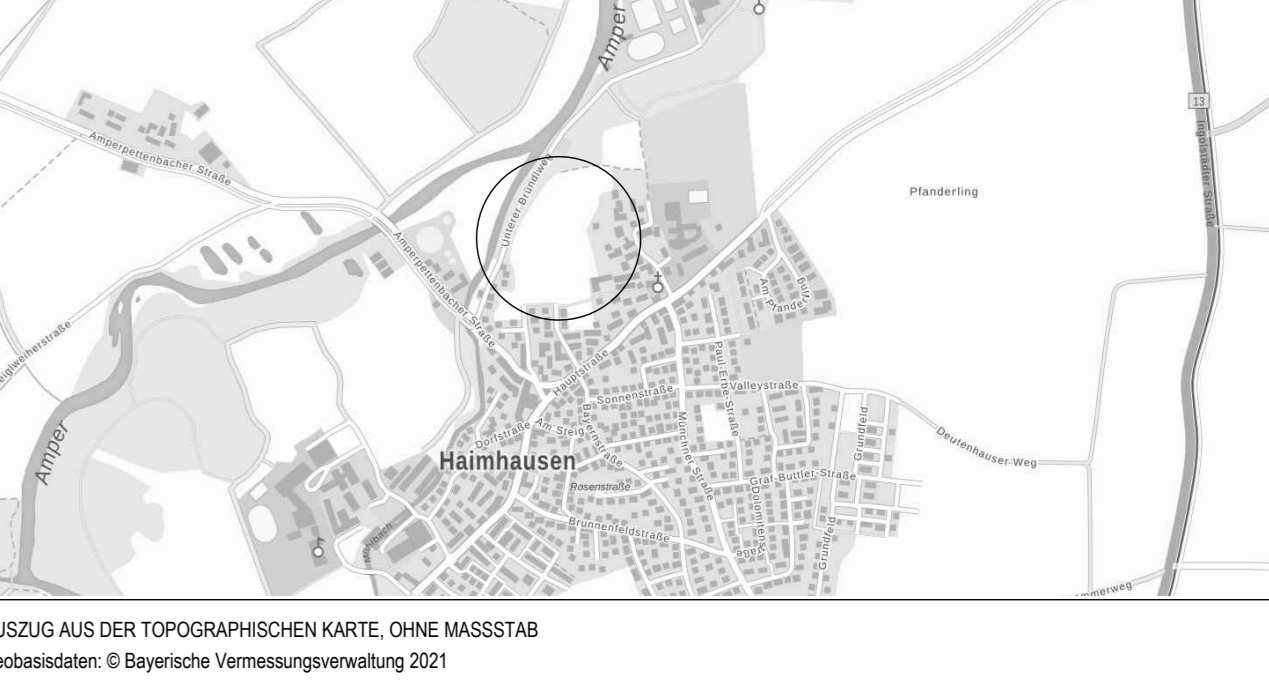 Amper
13
Ingolstädter Straße
Amperpettenbacher Straße
Unterer Bründlweg
Pfanderling
Amperpettenbacher Straße
Am Pfanderling
Hauptstraße
Paul-Erbe-Straße
Valleystraße
Sonnenstraße
Bayernstraße
Münchner Straße
Grundfeld
Dorfstraße
Am Steig
Deutenhauser Weg
Amper
Haimhausen
Graf-Buttler-Straße
Rosenstraße
Dolomitenstraße
Brunnenfeldstraße
Mühlbach
Grundfeld
USZUG AUS DER TOPOGRAPHISCHEN KARTE, OHNE MASSSTAB
eobasisdaten: © Bayerische Vermessungsverwaltung 2021